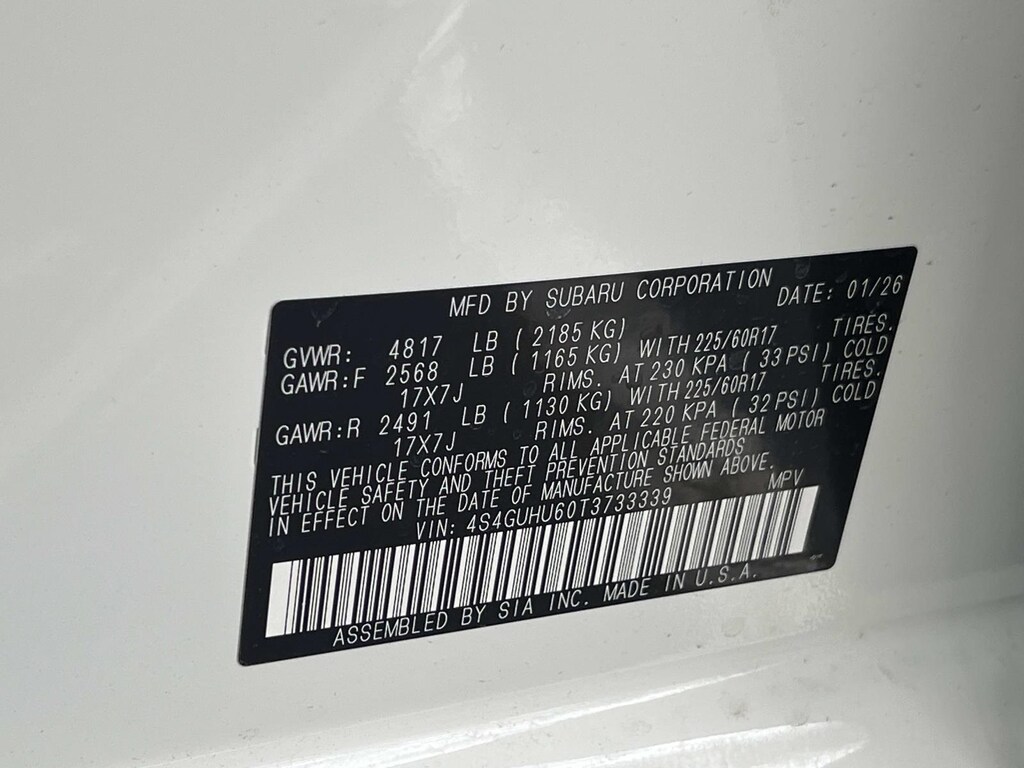 MFD BY SUBARU CORPORATION DATE: 01/26
GVWR: 4817 LB ( 2185 KG)
GAWR:F 2568 LB ( 1165 KG) WITH 225/60R17 TIRES.
17X7J RIMS. AT 230 KPA ( 33 PSI) COLD
GAWR:R 2491 LB ( 1130 KG) WITH 225/60R17 TIRES.
17X7J RIMS. AT 220 KPA ( 32 PSI) COLD
THIS VEHICLE CONFORMS TO ALL APPLICABLE FEDERAL MOTOR
VEHICLE SAFETY AND THEFT PREVENTION STANDARDS
IN EFFECT ON THE DATE OF MANUFACTURE SHOWN ABOVE.
VIN: 4S4GUHU60T3733339 MPV
ASSEMBLED BY SIA INC. MADE IN U.S.A.